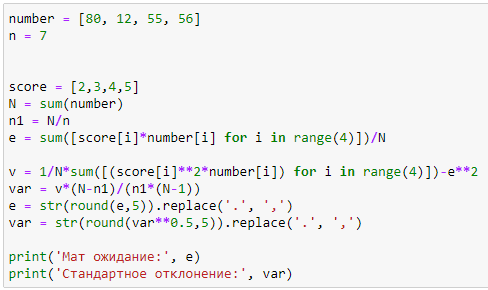 number = [80, 12, 55, 56]
n = 7
score = [2,3,4,5]
N = sum(number)
n1 = N/n
e = sum([score[i]*number[i] for i in range(4)])/N
v = 1/N*sum([(score[i]**2*number[i]) for i in range(4)])-e**2
var = v*(N-n1)/(n1*(N-1))
e = str(round(e,5)).replace('.', ',')
var = str(round(var**0.5,5)).replace('.', ',')
print('Мат ожидание:', e)
print('Стандартное отклонение:', var)